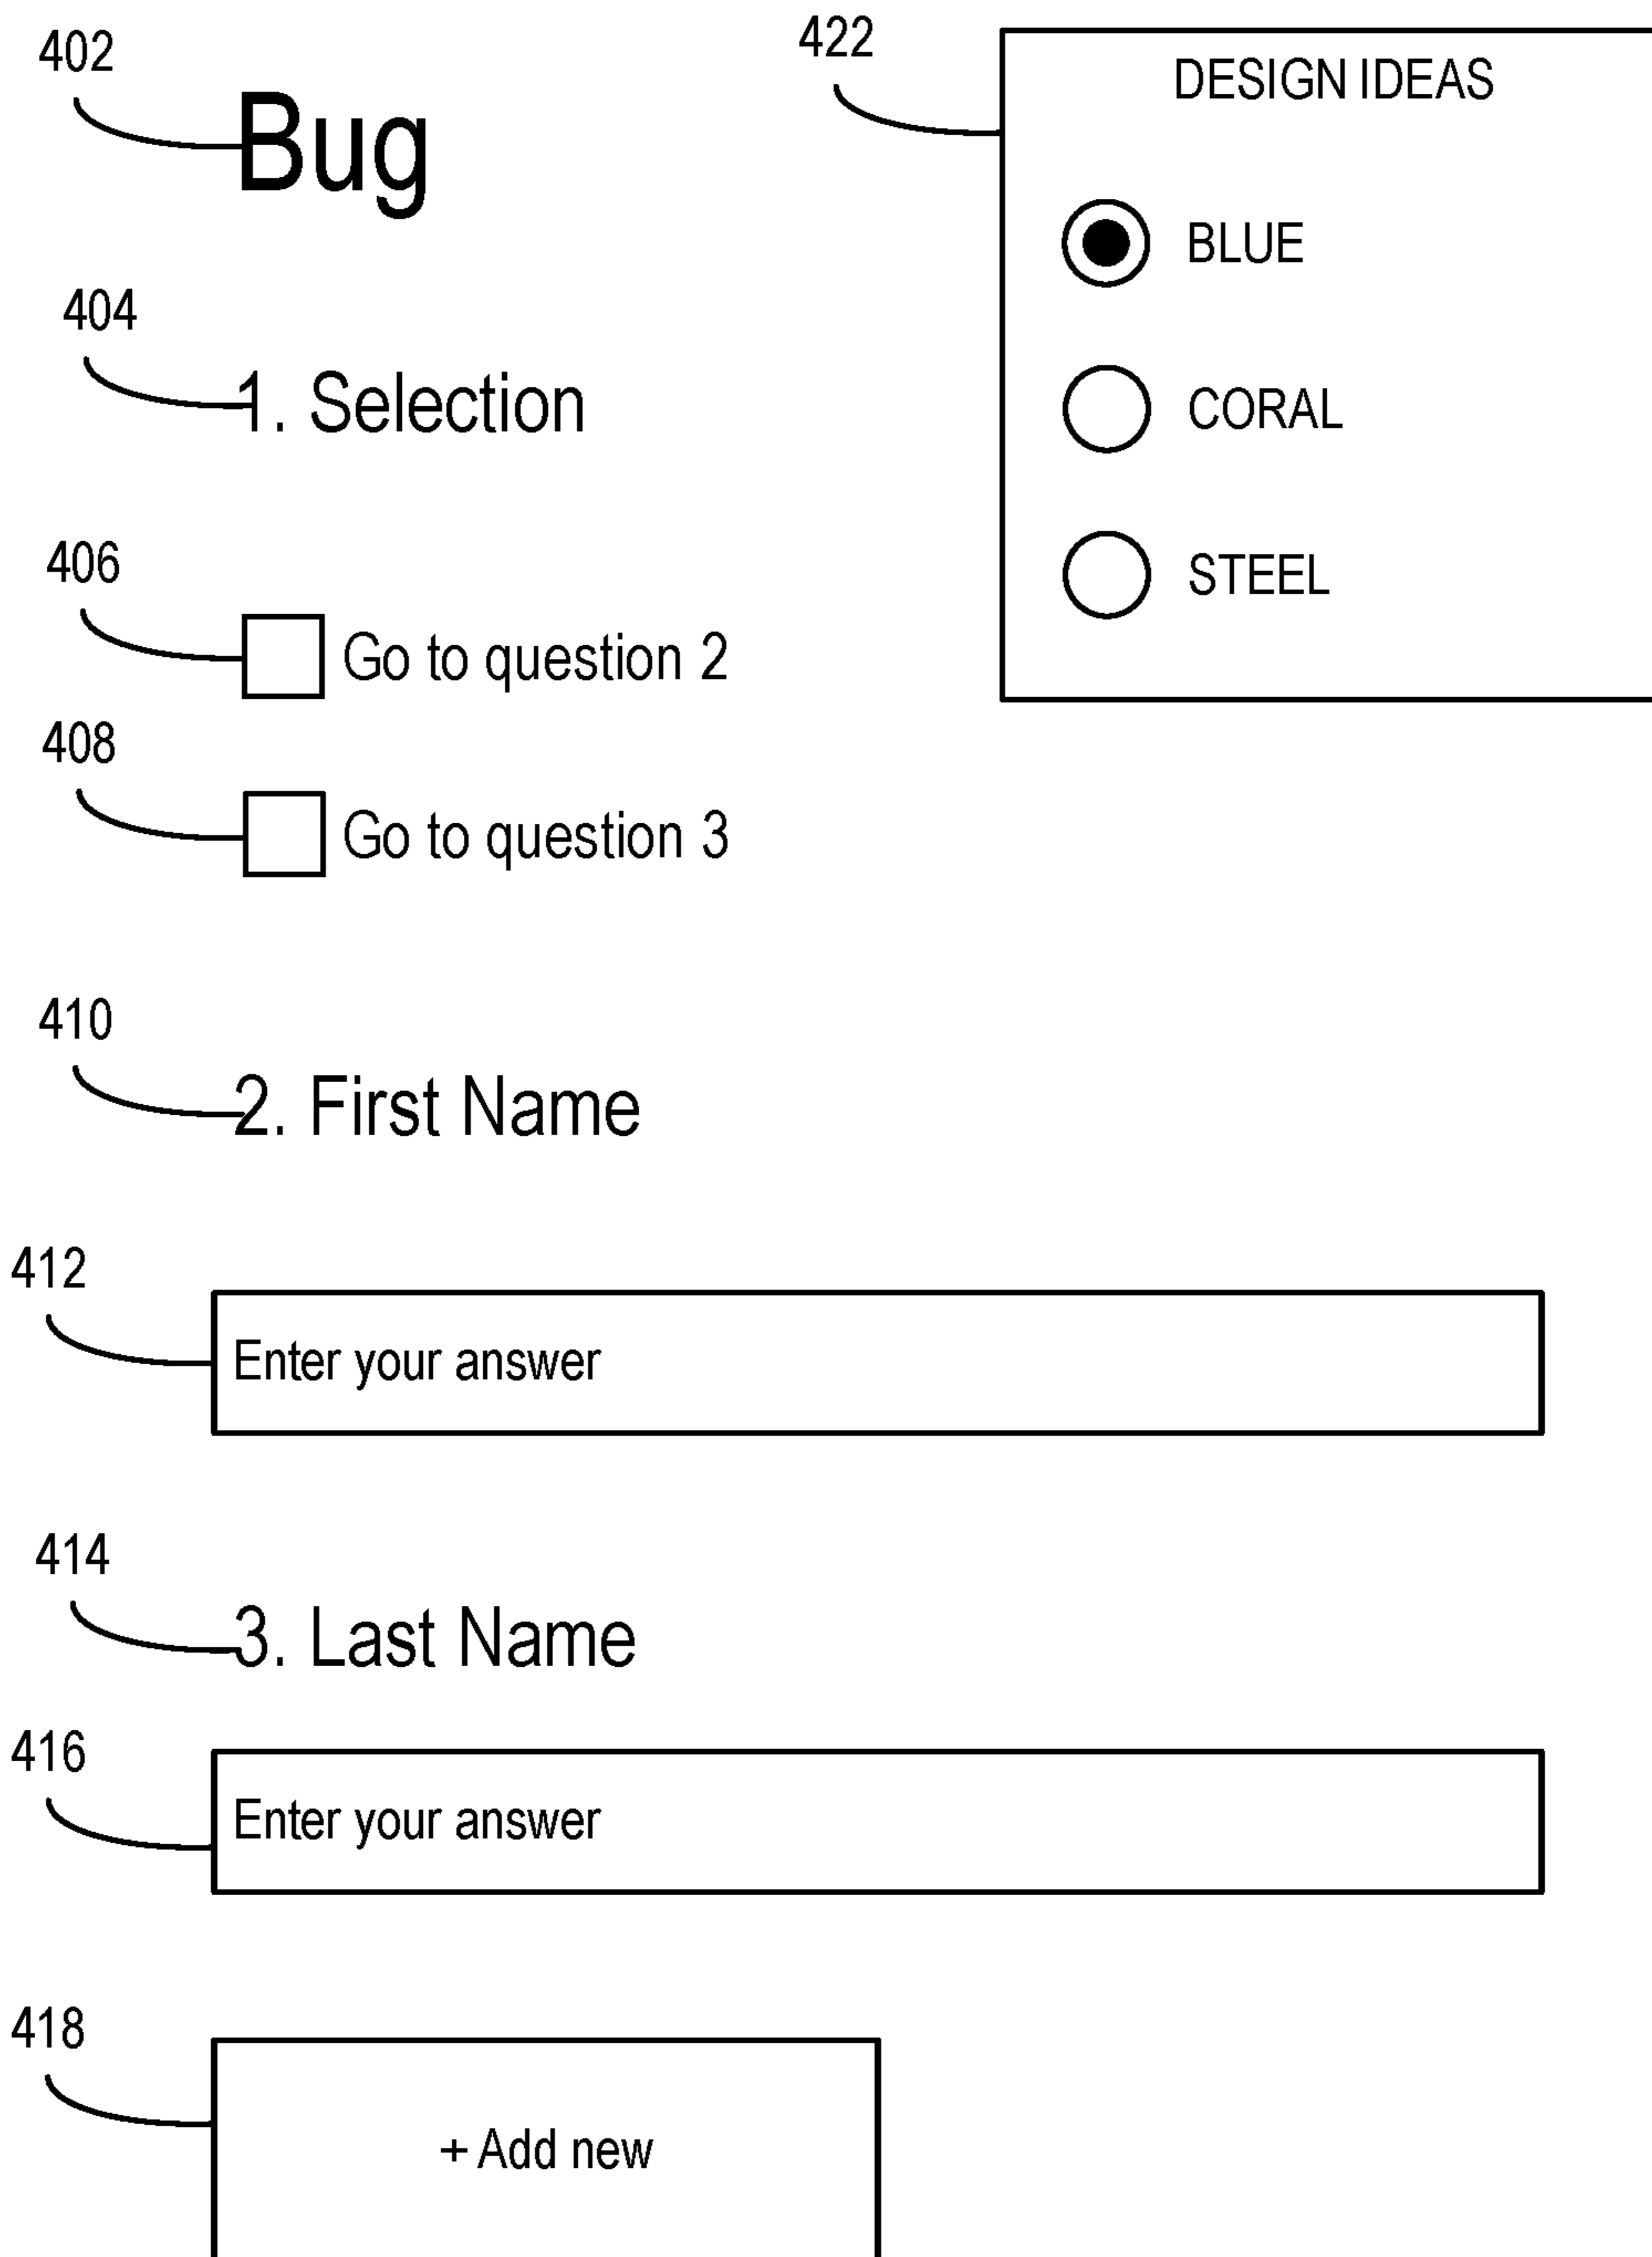 402
Bug
404
1. Selection
406
Go to question 2
408
Go to question 3
422
DESIGN IDEAS
BLUE
CORAL
STEEL
410
2. First Name
412
Enter your answer
414
3. Last Name
416
Enter your answer
418
+ Add new